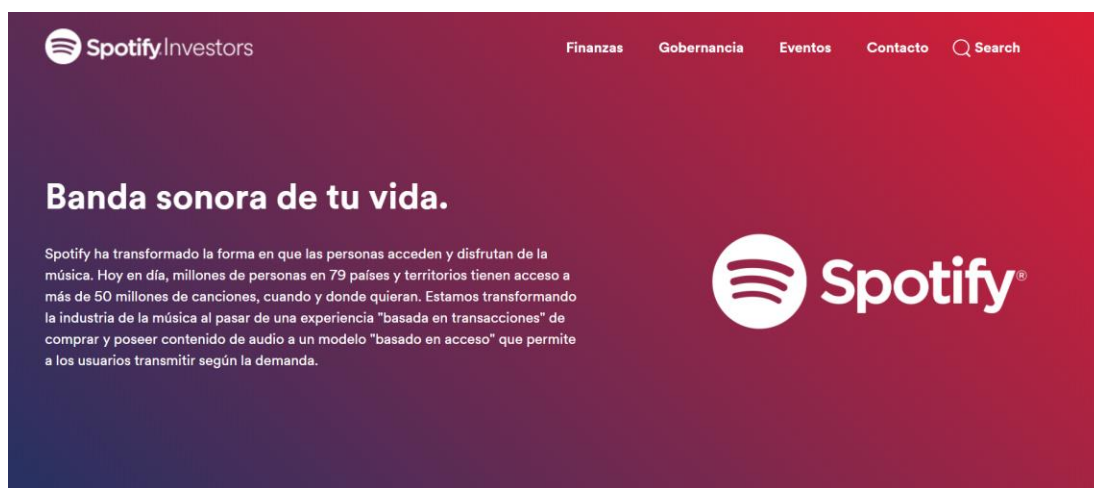 Spotify Investors
Finanzas Gobernancia Eventos Contacto Search
Banda sonora de tu vida.
Spotify ha transformado la forma en que las personas acceden y disfrutan de la
música. Hoy en día, millones de personas en 79 países y territorios tienen acceso a
más de 50 millones de canciones, cuando y donde quieran. Estamos transformando
la industria de la música al pasar de una experiencia "basada en transacciones" de
comprar y poseer contenido de audio a un modelo "basado en acceso" que permite
a los usuarios transmitir según la demanda.
Spotify®